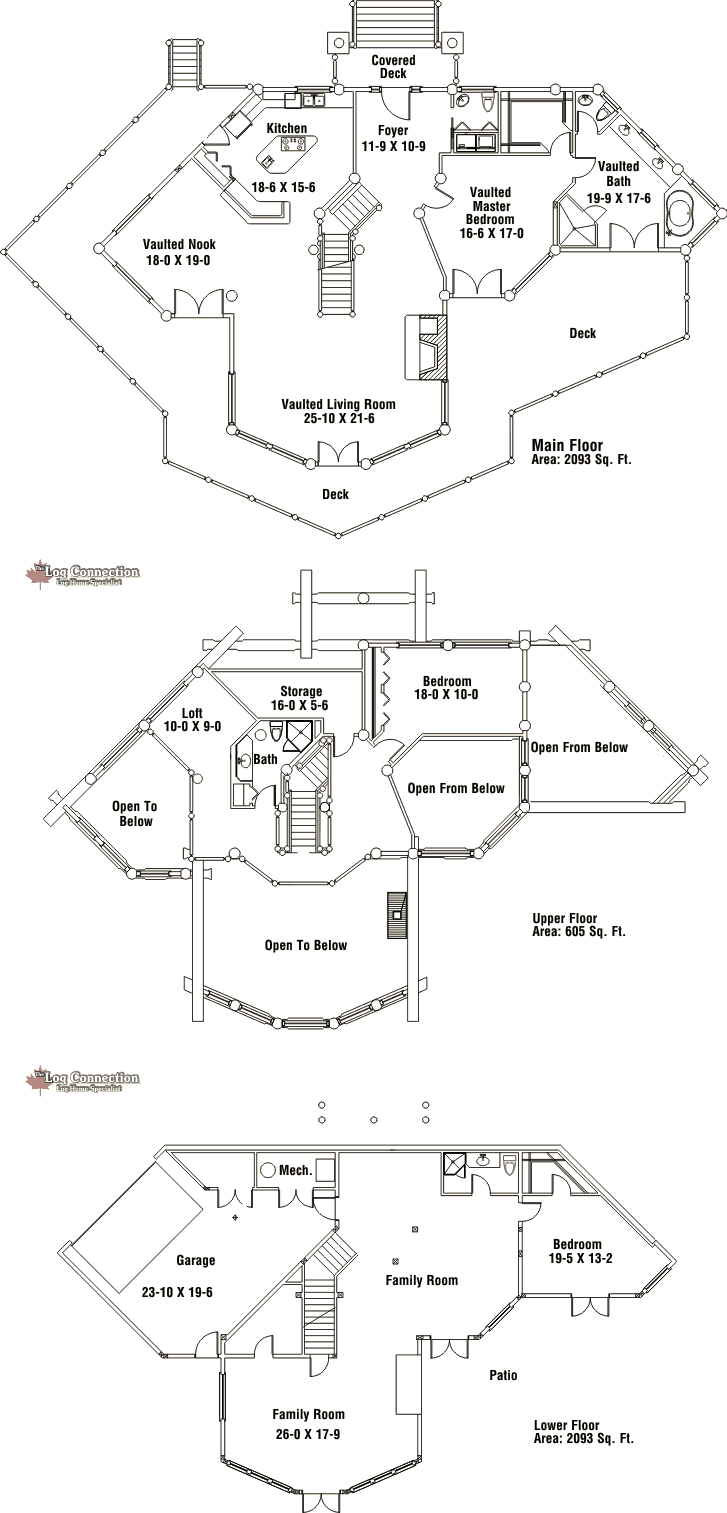 Covered
Deck
Kitchen
18-6 X 15-6
Foyer
11-9 X 10-9
Vaulted
Bath
19-9 X 17-6
Vaulted
Master
Bedroom
16-6 X 17-0
Vaulted Nook
18-0 X 19-0
Deck
Vaulted Living Room
25-10 X 21-6
Main Floor
Area: 2093 Sq. Ft.
Deck
The Log Connection
Log Home Specialist
Bedroom
18-0 X 10-0
Storage
16-0 X 5-6
Loft
10-0 X 9-0
Open From Below
Bath
Open From Below
Open To
Below
Upper Floor
Area: 605 Sq. Ft.
Open To Below
The Log Connection
Log Home Specialist
Mech.
Bedroom
19-5 X 13-2
Garage
23-10 X 19-6
Family Room
Patio
Family Room
26-0 X 17-9
Lower Floor
Area: 2093 Sq. Ft.